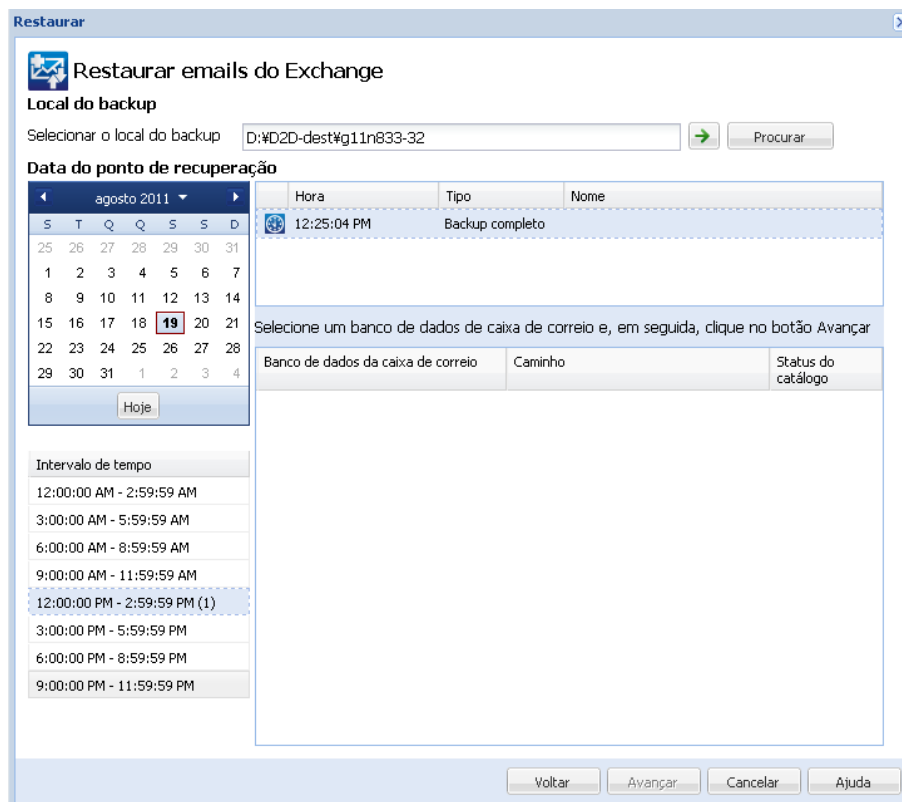 Restaurar
Restaurar emails do Exchange
Local do backup
Selecionar o local do backup D:¥D2D-dest¥g11n833-32 Procurar
Data do ponto de recuperação
agosto 2011
S T Q Q S S D
25 26 27 28 29 30 31
1 2 3 4 5 6 7
8 9 10 11 12 13 14
15 16 17 18 19 20 21
22 23 24 25 26 27 28
29 30 31 1 2 3 4
Hoje
Hora Tipo Nome
12:25:04 PM Backup completo
Selecione um banco de dados de caixa de correio e, em seguida, clique no botão Avançar
Banco de dados da caixa de correio Caminho Status do
catálogo
Intervalo de tempo
12:00:00 AM - 2:59:59 AM
3:00:00 AM - 5:59:59 AM
6:00:00 AM - 8:59:59 AM
9:00:00 AM - 11:59:59 AM
12:00:00 PM - 2:59:59 PM (1)
3:00:00 PM - 5:59:59 PM
6:00:00 PM - 8:59:59 PM
9:00:00 PM - 11:59:59 PM
Voltar Avançar Cancelar Ajuda